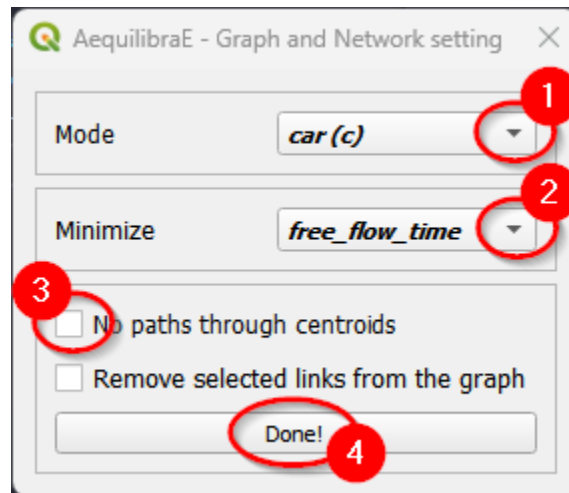 AequilibraE - Graph and Network setting
1
Mode car (c)
2
Minimize free_flow_time
3
No paths through centroids
Remove selected links from the graph
Done!
4